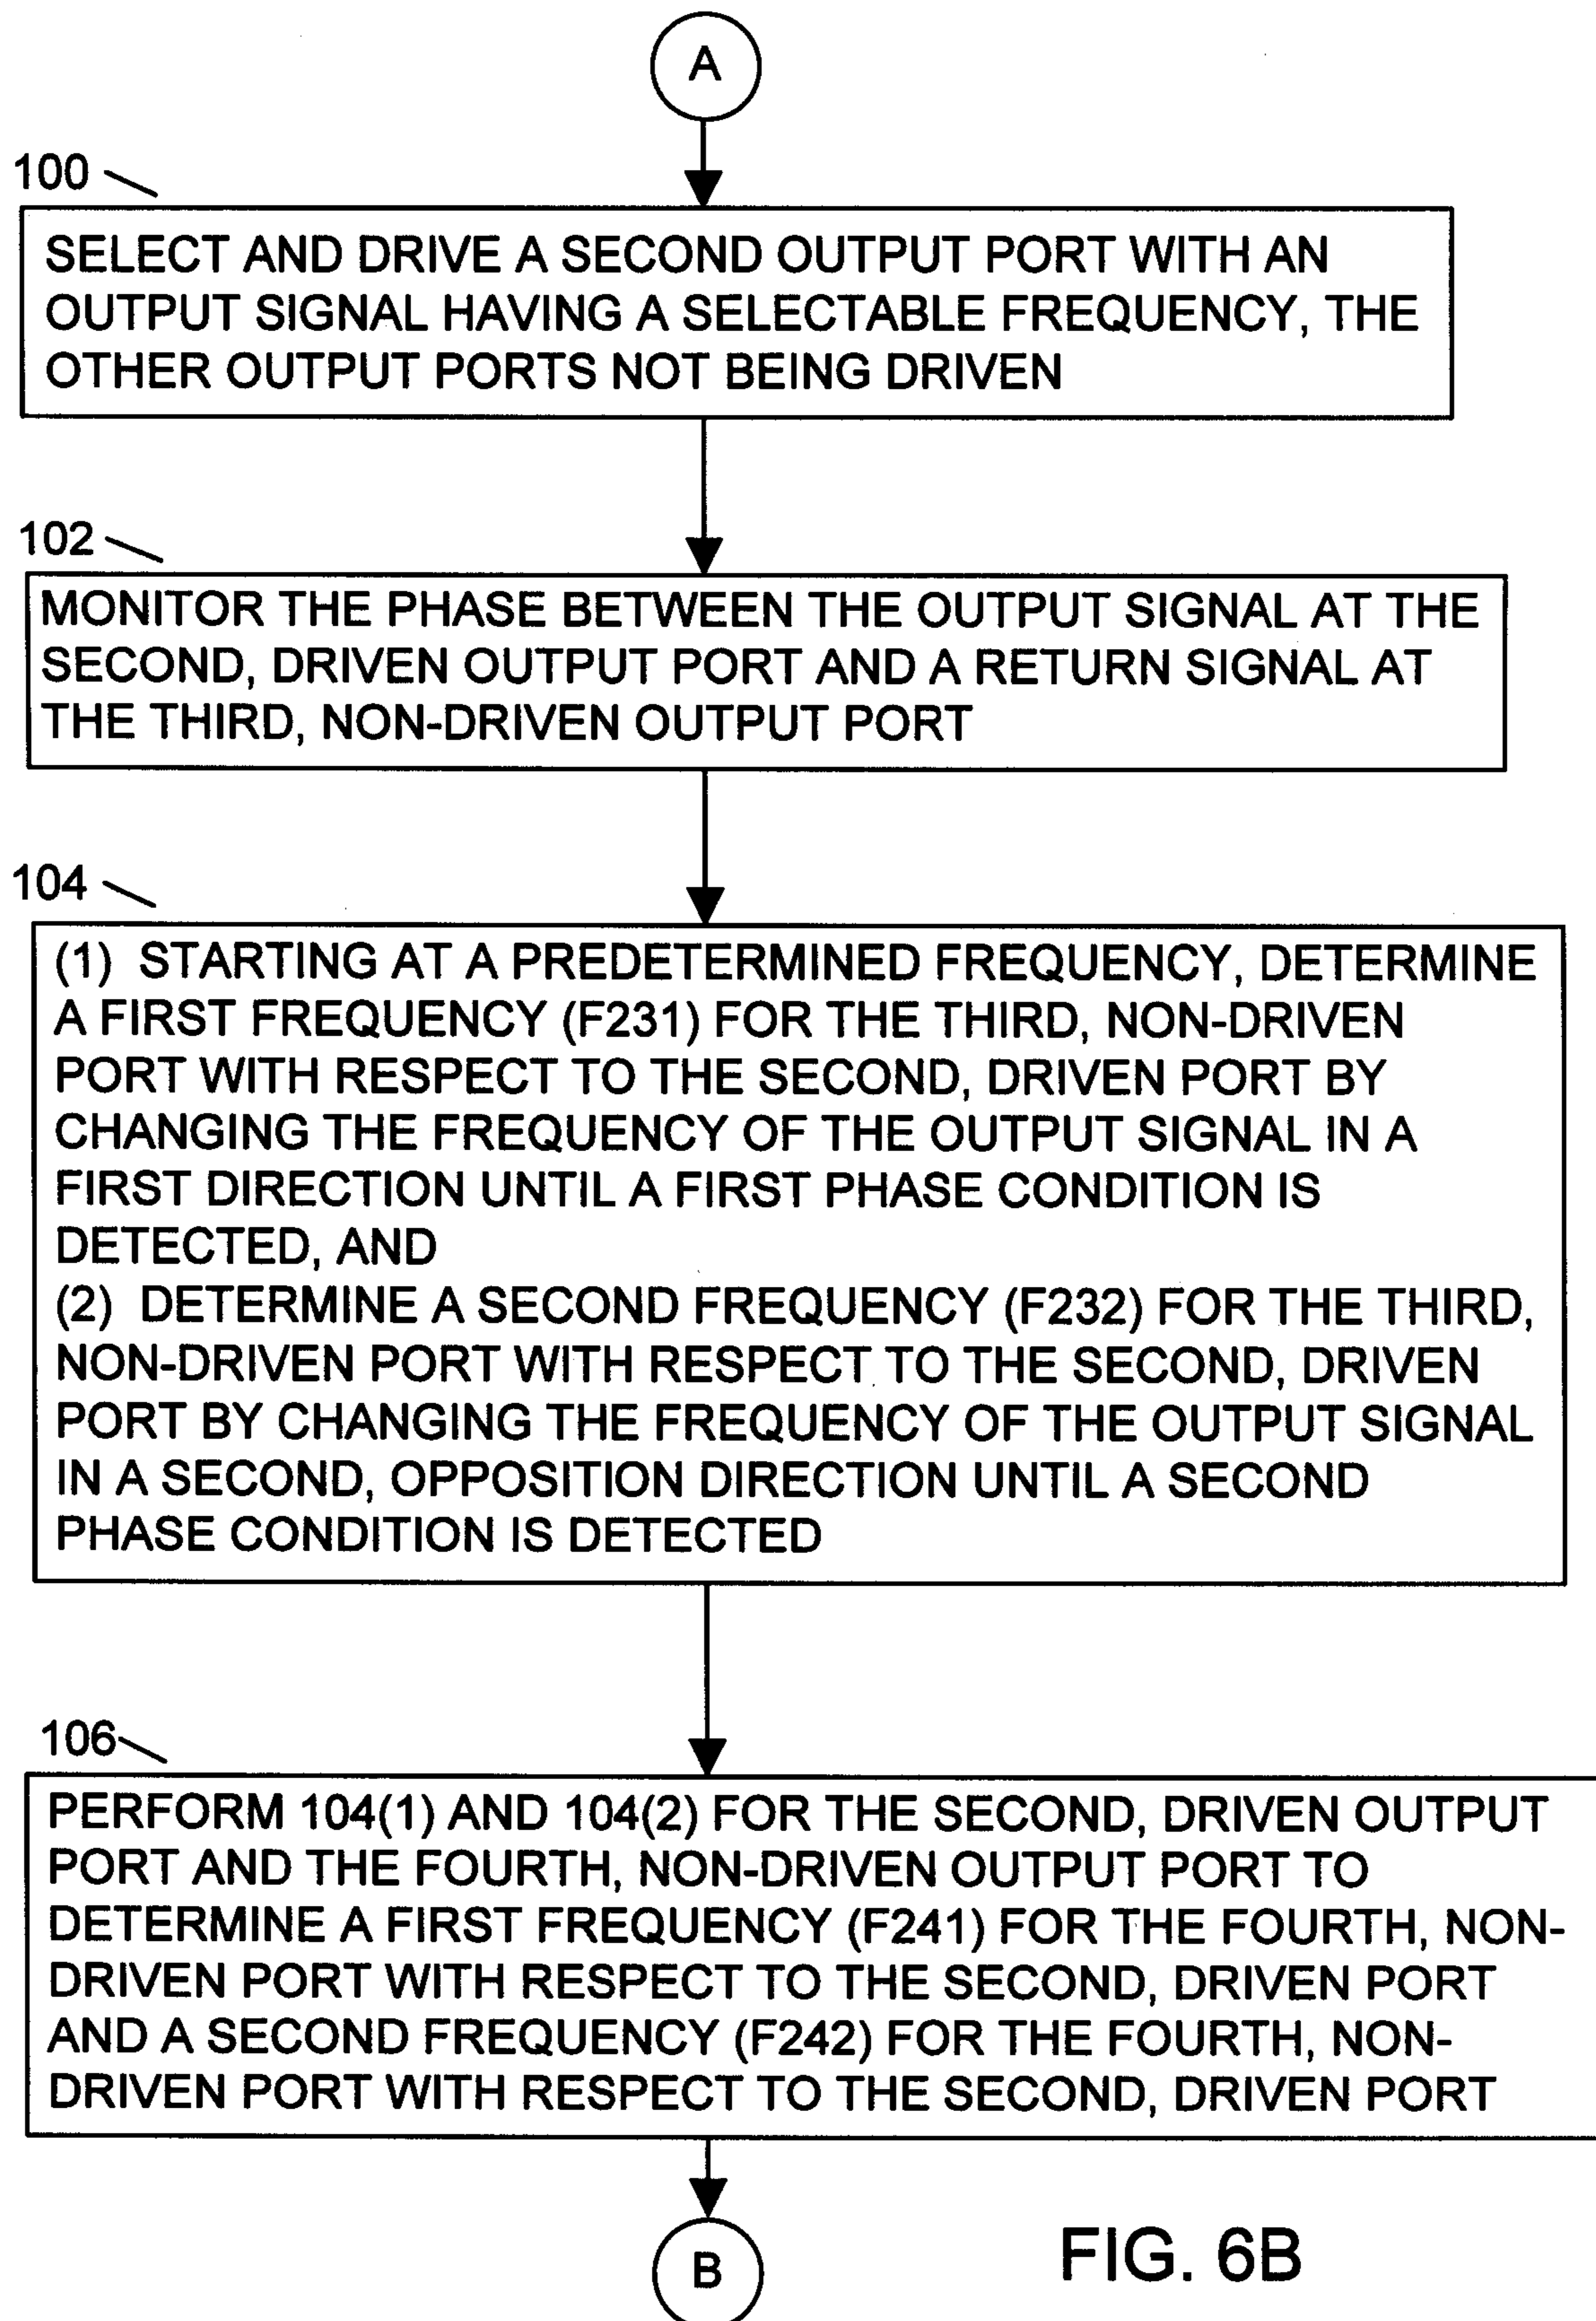 A
100
SELECT AND DRIVE A SECOND OUTPUT PORT WITH AN
OUTPUT SIGNAL HAVING A SELECTABLE FREQUENCY, THE
OTHER OUTPUT PORTS NOT BEING DRIVEN
102
MONITOR THE PHASE BETWEEN THE OUTPUT SIGNAL AT THE
SECOND, DRIVEN OUTPUT PORT AND A RETURN SIGNAL AT
THE THIRD, NON-DRIVEN OUTPUT PORT
104
(1) STARTING AT A PREDETERMINED FREQUENCY, DETERMINE
A FIRST FREQUENCY (F231) FOR THE THIRD, NON-DRIVEN
PORT WITH RESPECT TO THE SECOND, DRIVEN PORT BY
CHANGING THE FREQUENCY OF THE OUTPUT SIGNAL IN A
FIRST DIRECTION UNTIL A FIRST PHASE CONDITION IS
DETECTED, AND
(2) DETERMINE A SECOND FREQUENCY (F232) FOR THE THIRD,
NON-DRIVEN PORT WITH RESPECT TO THE SECOND, DRIVEN
PORT BY CHANGING THE FREQUENCY OF THE OUTPUT SIGNAL
IN A SECOND, OPPOSITION DIRECTION UNTIL A SECOND
PHASE CONDITION IS DETECTED
106
PERFORM 104(1) AND 104(2) FOR THE SECOND, DRIVEN OUTPUT
PORT AND THE FOURTH, NON-DRIVEN OUTPUT PORT TO
DETERMINE A FIRST FREQUENCY (F241) FOR THE FOURTH, NON-
DRIVEN PORT WITH RESPECT TO THE SECOND, DRIVEN PORT
AND A SECOND FREQUENCY (F242) FOR THE FOURTH, NON-
DRIVEN PORT WITH RESPECT TO THE SECOND, DRIVEN PORT
B
FIG. 6B